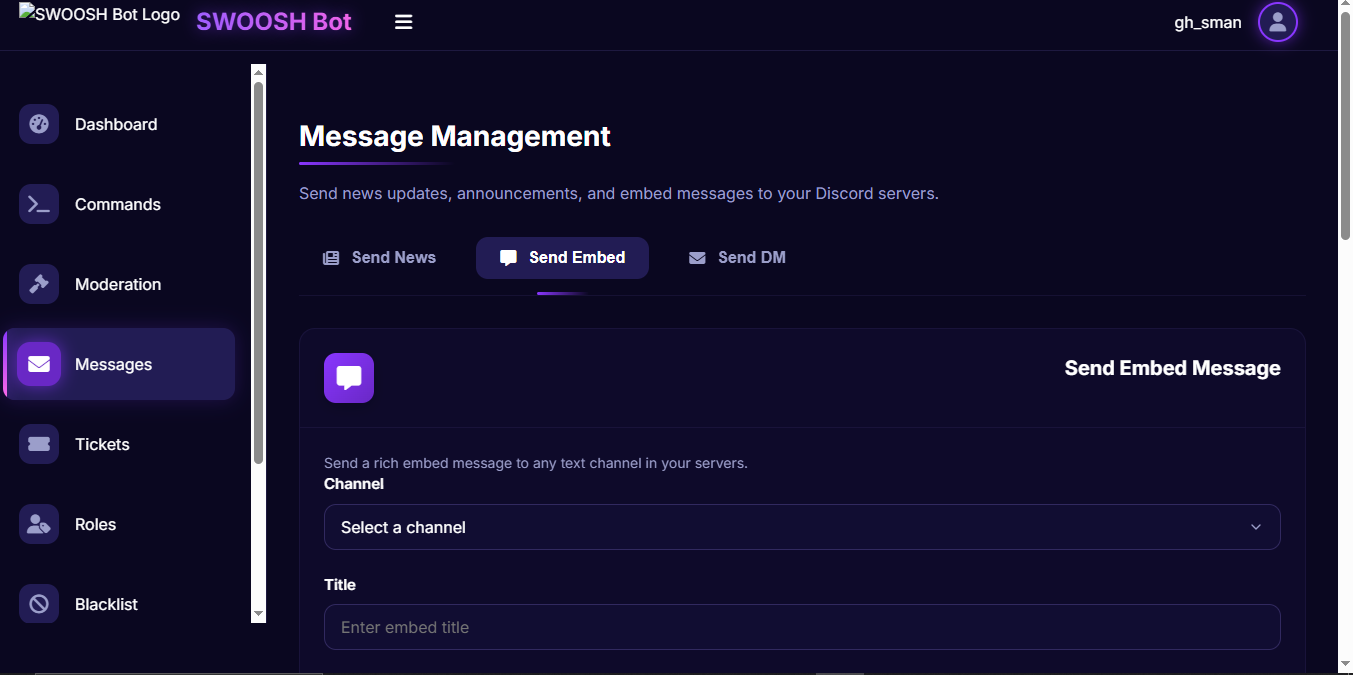 SWOOSH Bot Logo
SWOOSH Bot
gh_sman
Dashboard
Commands
Moderation
Messages
Tickets
Roles
Blacklist
Message Management
Send news updates, announcements, and embed messages to your Discord servers.
Send News
Send Embed
Send DM
Send Embed Message
Send a rich embed message to any text channel in your servers.
Channel
Select a channel
Title
Enter embed title